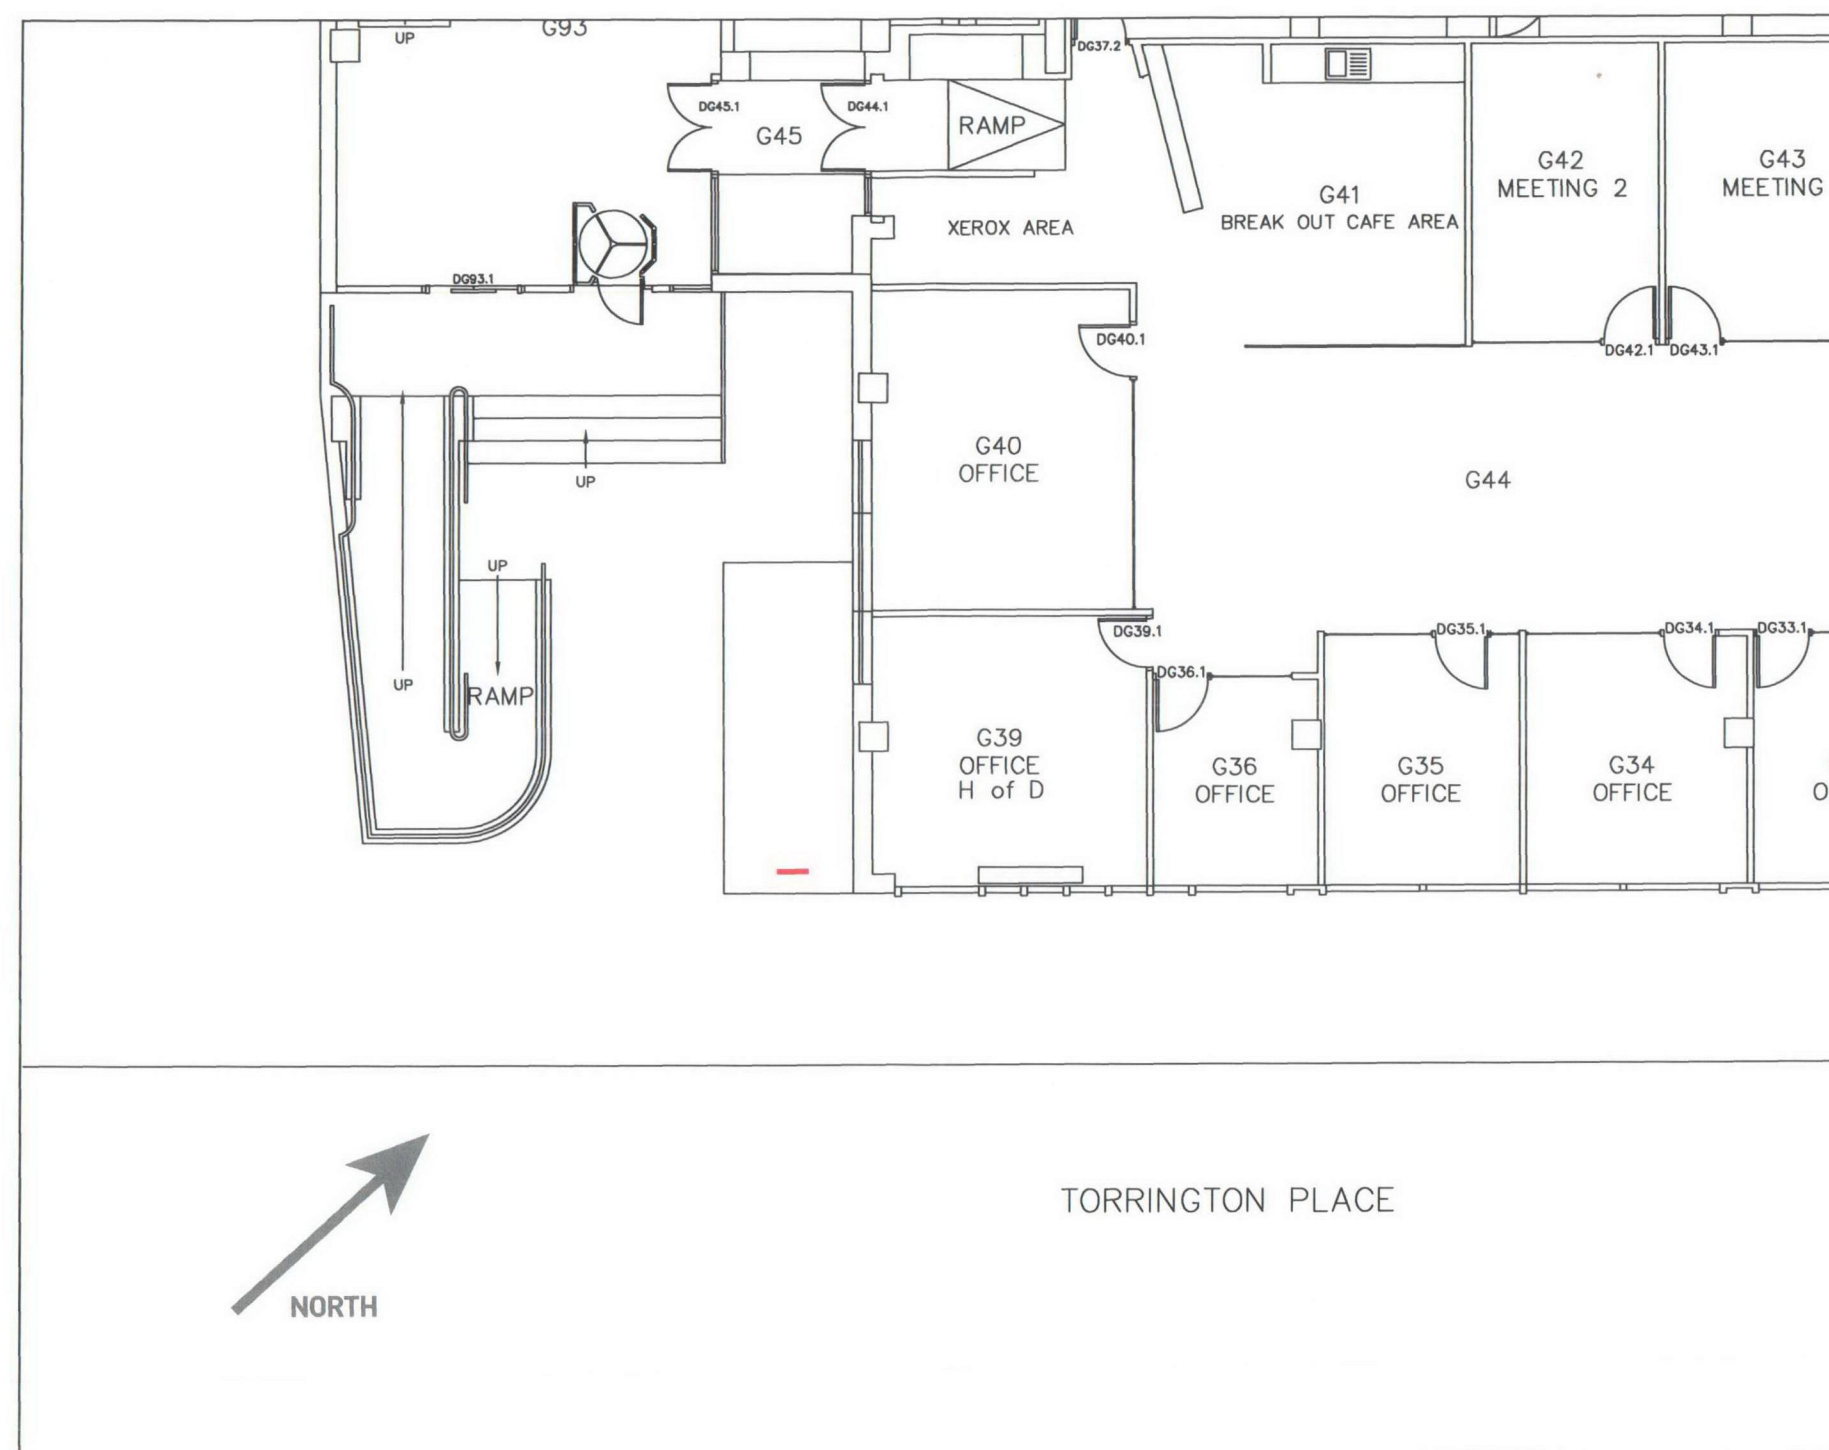 G93
UP
DG37.2
DG45.1
DG44.1
G45
RAMP
G42
MEETING 2
G43
MEETING
G41
BREAK OUT CAFE AREA
XEROX AREA
DG93.1
DG40.1
DG42.1
DG43.1
G40
OFFICE
G44
UP
UP
UP
RAMP
DG39.1
DG36.1
DG35.1
DG34.1
DG33.1
G39
OFFICE
H of D
G36
OFFICE
G35
OFFICE
G34
OFFICE
O
TORRINGTON PLACE
NORTH